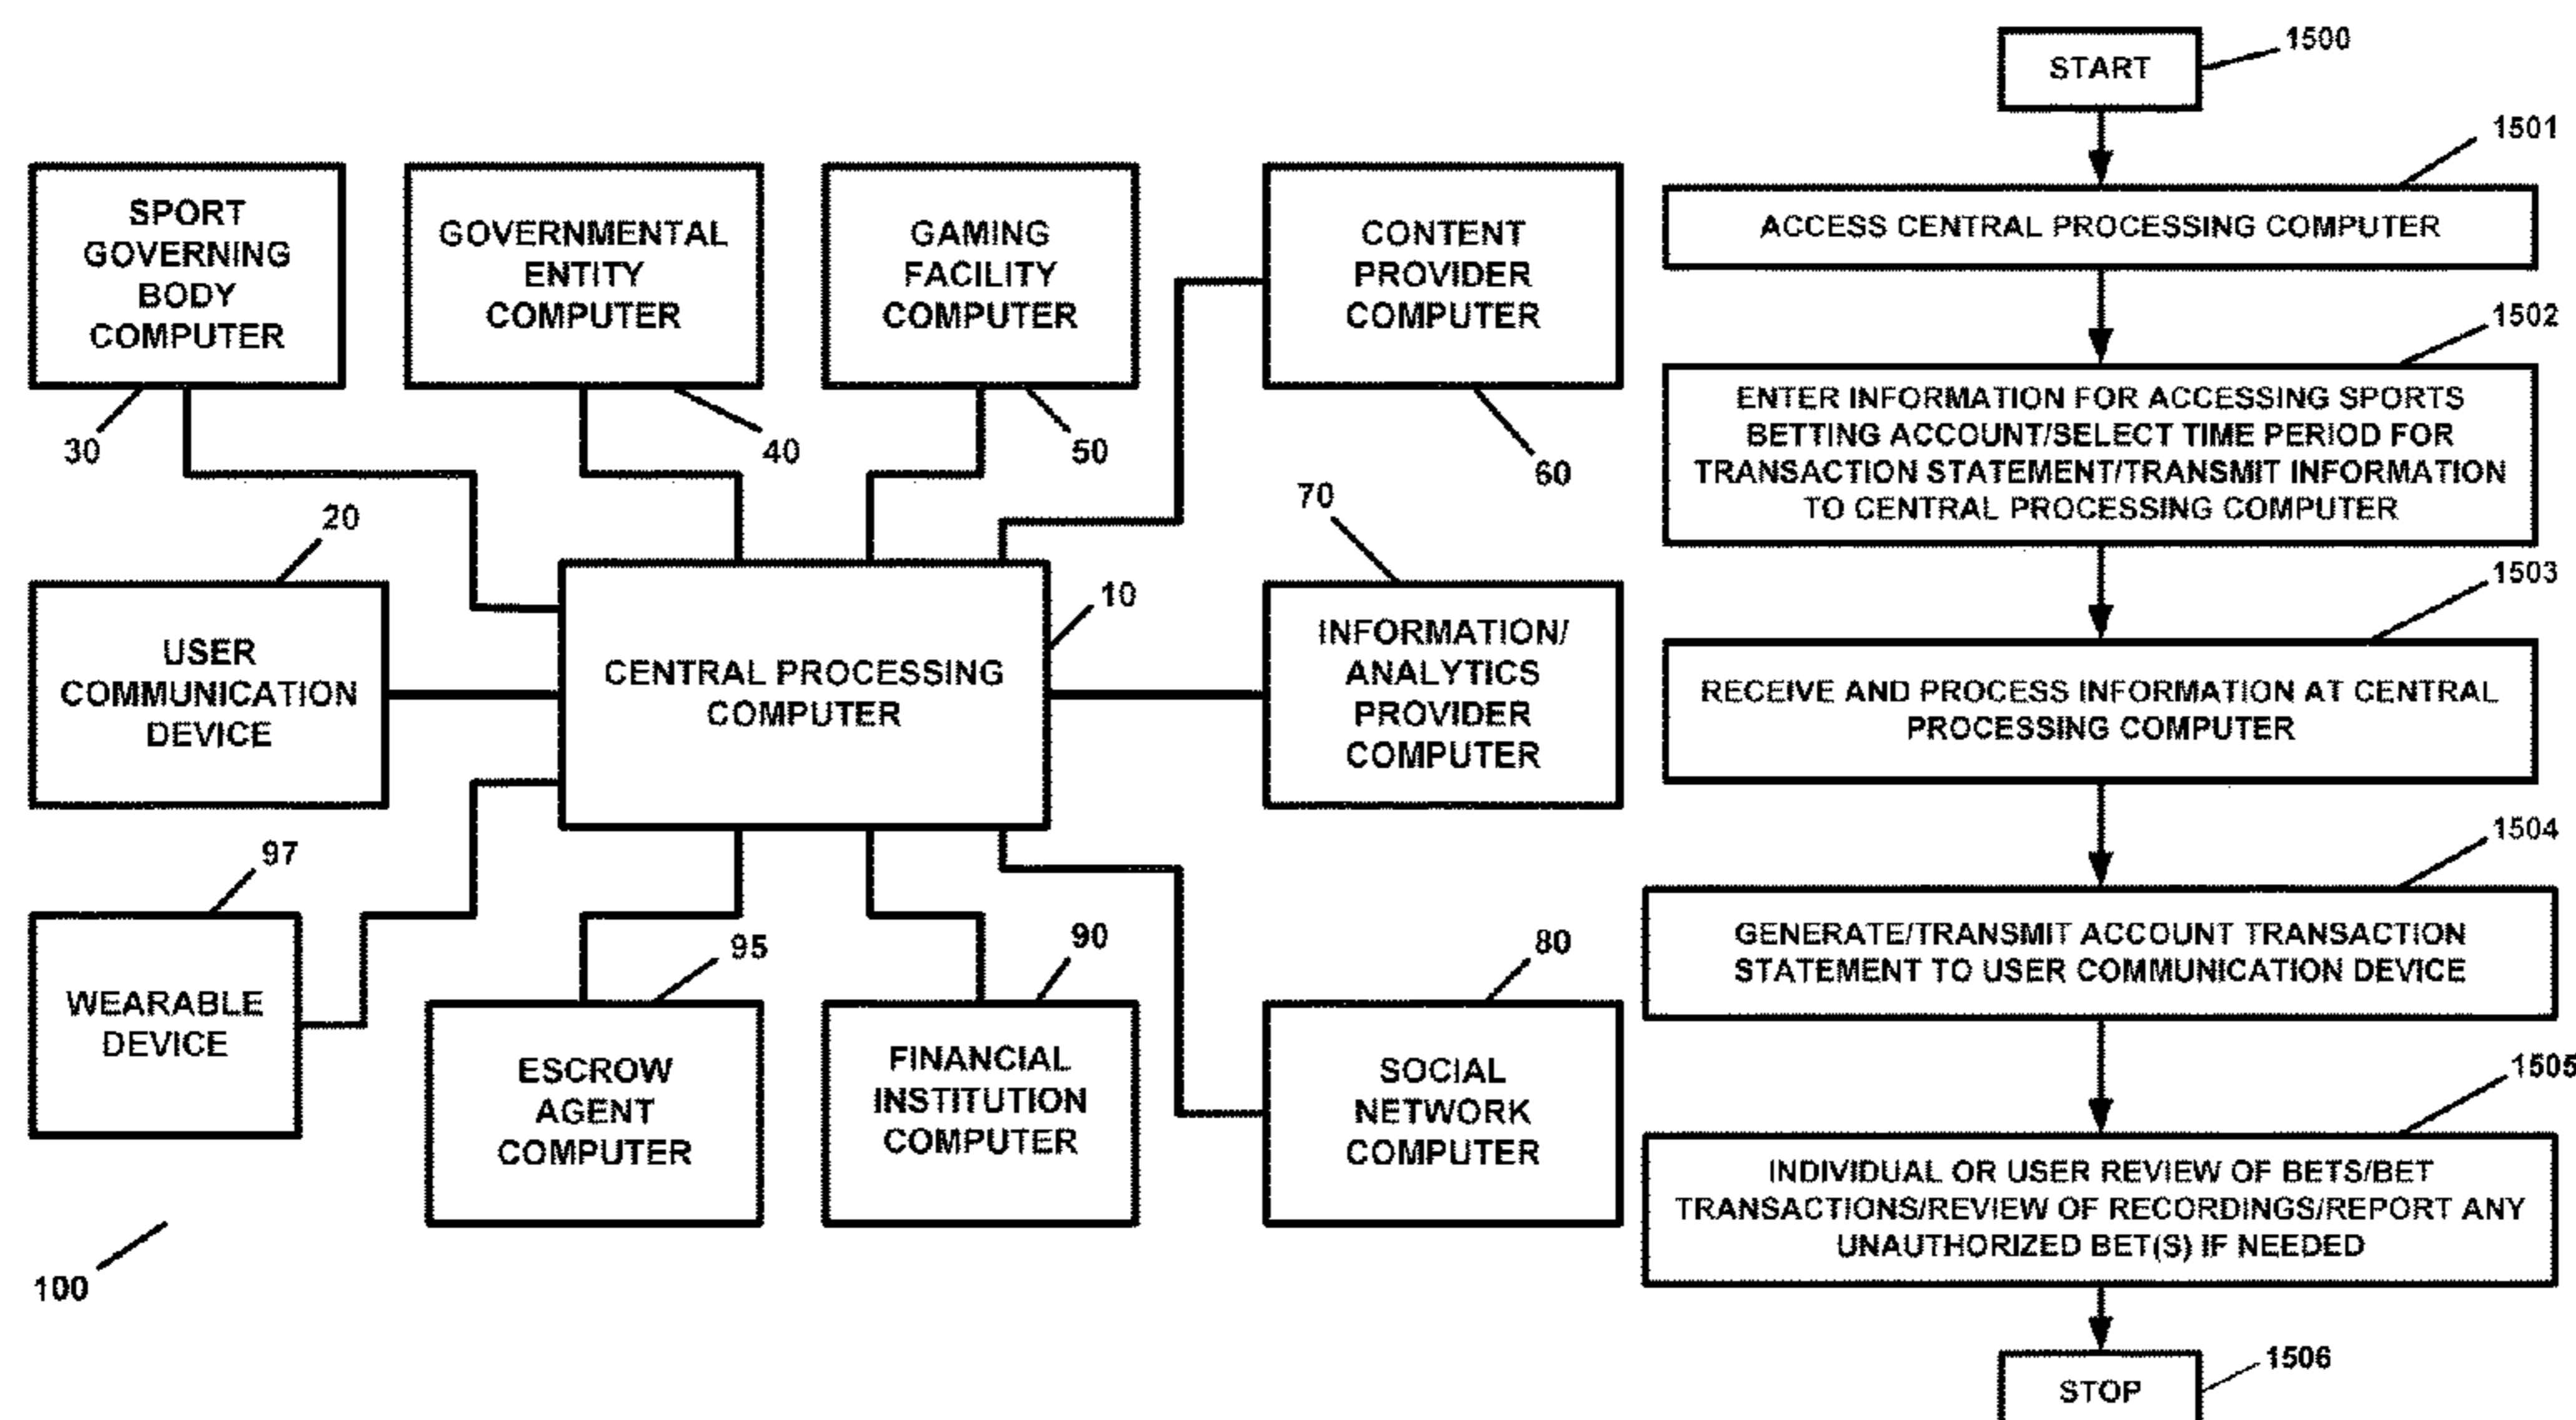 SPORT
GOVERNING
BODY
COMPUTER
30
GOVERNMENTAL
ENTITY
COMPUTER
40
GAMING
FACILITY
COMPUTER
50
CONTENT
PROVIDER
COMPUTER
60
20
USER
COMMUNICATION
DEVICE
CENTRAL PROCESSING
COMPUTER
10
70
INFORMATION/
ANALYTICS
PROVIDER
COMPUTER
97
WEARABLE
DEVICE
95
ESCROW
AGENT
COMPUTER
90
FINANCIAL
INSTITUTION
COMPUTER
80
SOCIAL
NETWORK
COMPUTER
100
START
1500
1501
ACCESS CENTRAL PROCESSING COMPUTER
1502
ENTER INFORMATION FOR ACCESSING SPORTS
BETTING ACCOUNT/SELECT TIME PERIOD FOR
TRANSACTION STATEMENT/TRANSMIT INFORMATION
TO CENTRAL PROCESSING COMPUTER
1503
RECEIVE AND PROCESS INFORMATION AT CENTRAL
PROCESSING COMPUTER
1504
GENERATE/TRANSMIT ACCOUNT TRANSACTION
STATEMENT TO USER COMMUNICATION DEVICE
1505
INDIVIDUAL OR USER REVIEW OF BETS/BET
TRANSACTIONS/REVIEW OF RECORDINGS/REPORT ANY
UNAUTHORIZED BET(S) IF NEEDED
1506
STOP